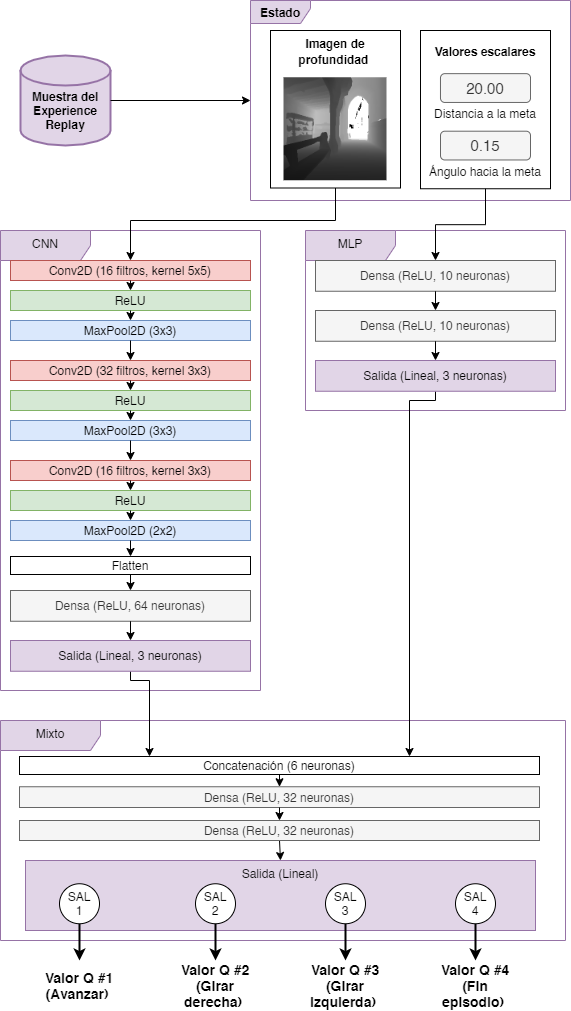 Estado
Imagen de
profundidad
Valores escalares
20.00
Distancia a la meta
0.15
Ángulo hacia la meta
Muestra del
Experience
Replay
CNN
Conv2D (16 filtros, kernel 5x5)
ReLU
MaxPool2D (3x3)
Conv2D (32 filtros, kernel 3x3)
ReLU
MaxPool2D (3x3)
Conv2D (16 filtros, kernel 3x3)
ReLU
MaxPool2D (2x2)
Flatten
Densa (ReLU, 64 neuronas)
Salida (Lineal, 3 neuronas)
MLP
Densa (ReLU, 10 neuronas)
Densa (ReLU, 10 neuronas)
Salida (Lineal, 3 neuronas)
Mixto
Concatenación (6 neuronas)
Densa (ReLU, 32 neuronas)
Densa (ReLU, 32 neuronas)
Salida (Lineal)
SAL
1
SAL
2
SAL
3
SAL
4
Valor Q #1
(Avanzar)
Valor Q #2
(Girar
derecha)
Valor Q #3
(Girar
izquierda)
Valor Q #4
(Fin
episodio)